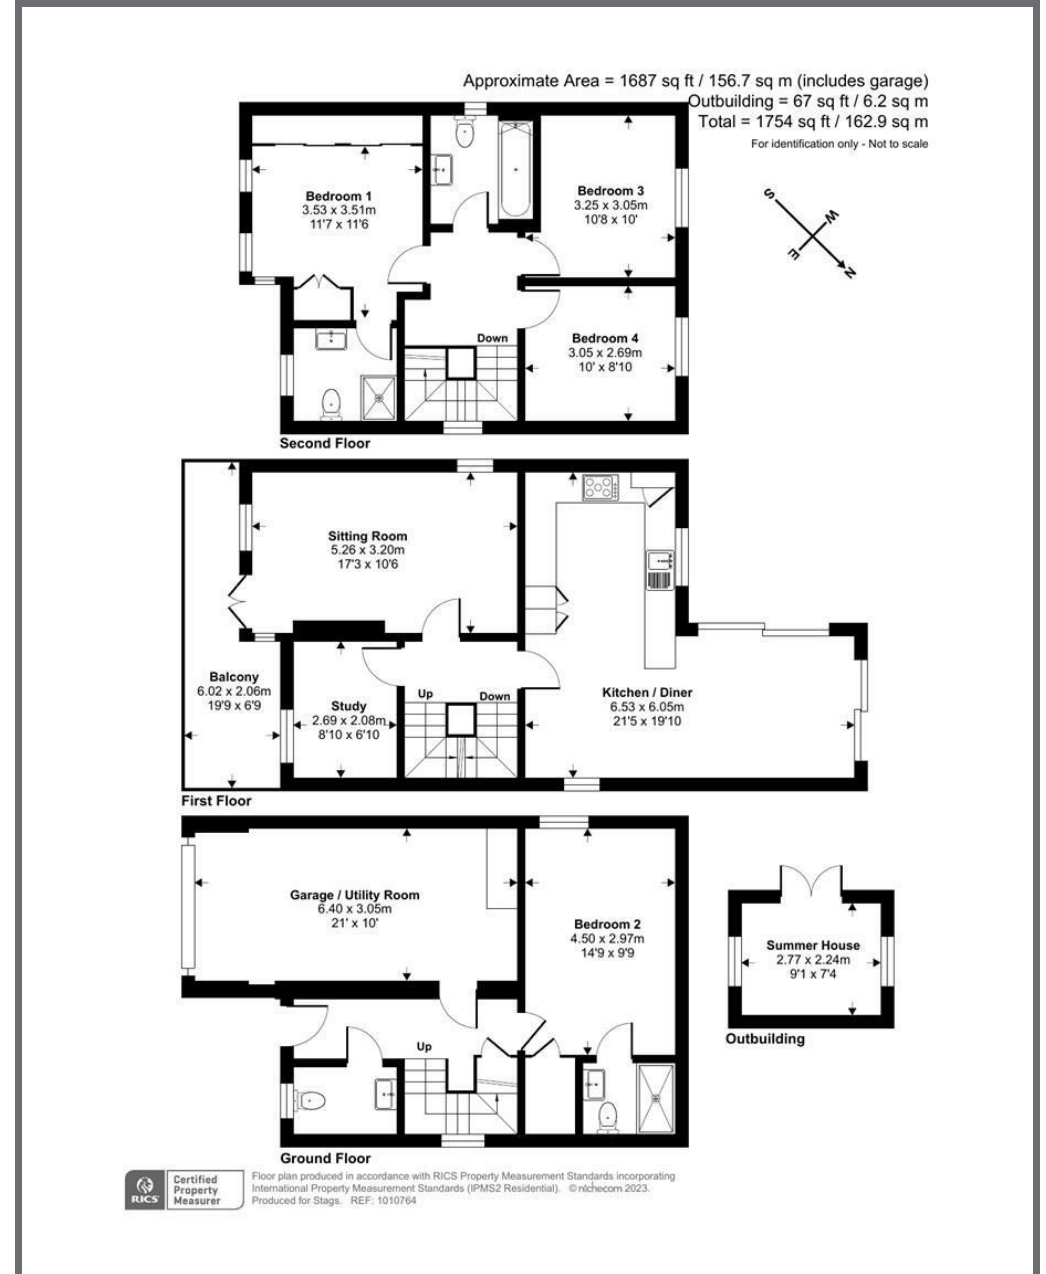 Approximate Area = 1687 sq ft / 156.7 sq m (includes garage)
Outbuilding = 67 sq ft / 6.2 sq m
Total = 1754 sq ft / 162.9 sq m
For identification only - Not to scale
S
W
E
N
Bedroom 1
3.53 x 3.51m
11'7 x 11'6
Bedroom 3
3.25 x 3.05m
10'8 x 10'
Bedroom 4
3.05 x 2.69m
10' x 8'10
Down
Second Floor
Sitting Room
5.26 x 3.20m
17'3 x 10'6
Balcony
6.02 x 2.06m
19'9 x 6'9
Study
2.69 x 2.08m
8'10 x 6'10
Up
Down
Kitchen / Diner
6.53 x 6.05m
21'5 x 19'10
First Floor
Garage / Utility Room
6.40 x 3.05m
21' x 10'
Bedroom 2
4.50 x 2.97m
14'9 x 9'9
Up
Ground Floor
Summer House
2.77 x 2.24m
9'1 x 7'4
Outbuilding
RICS
Certified
Property
Measurer
Floor plan produced in accordance with RICS Property Measurement Standards incorporating
International Property Measurement Standards (IPMS2 Residential). © nichecom 2023.
Produced for Stags. REF: 1010764